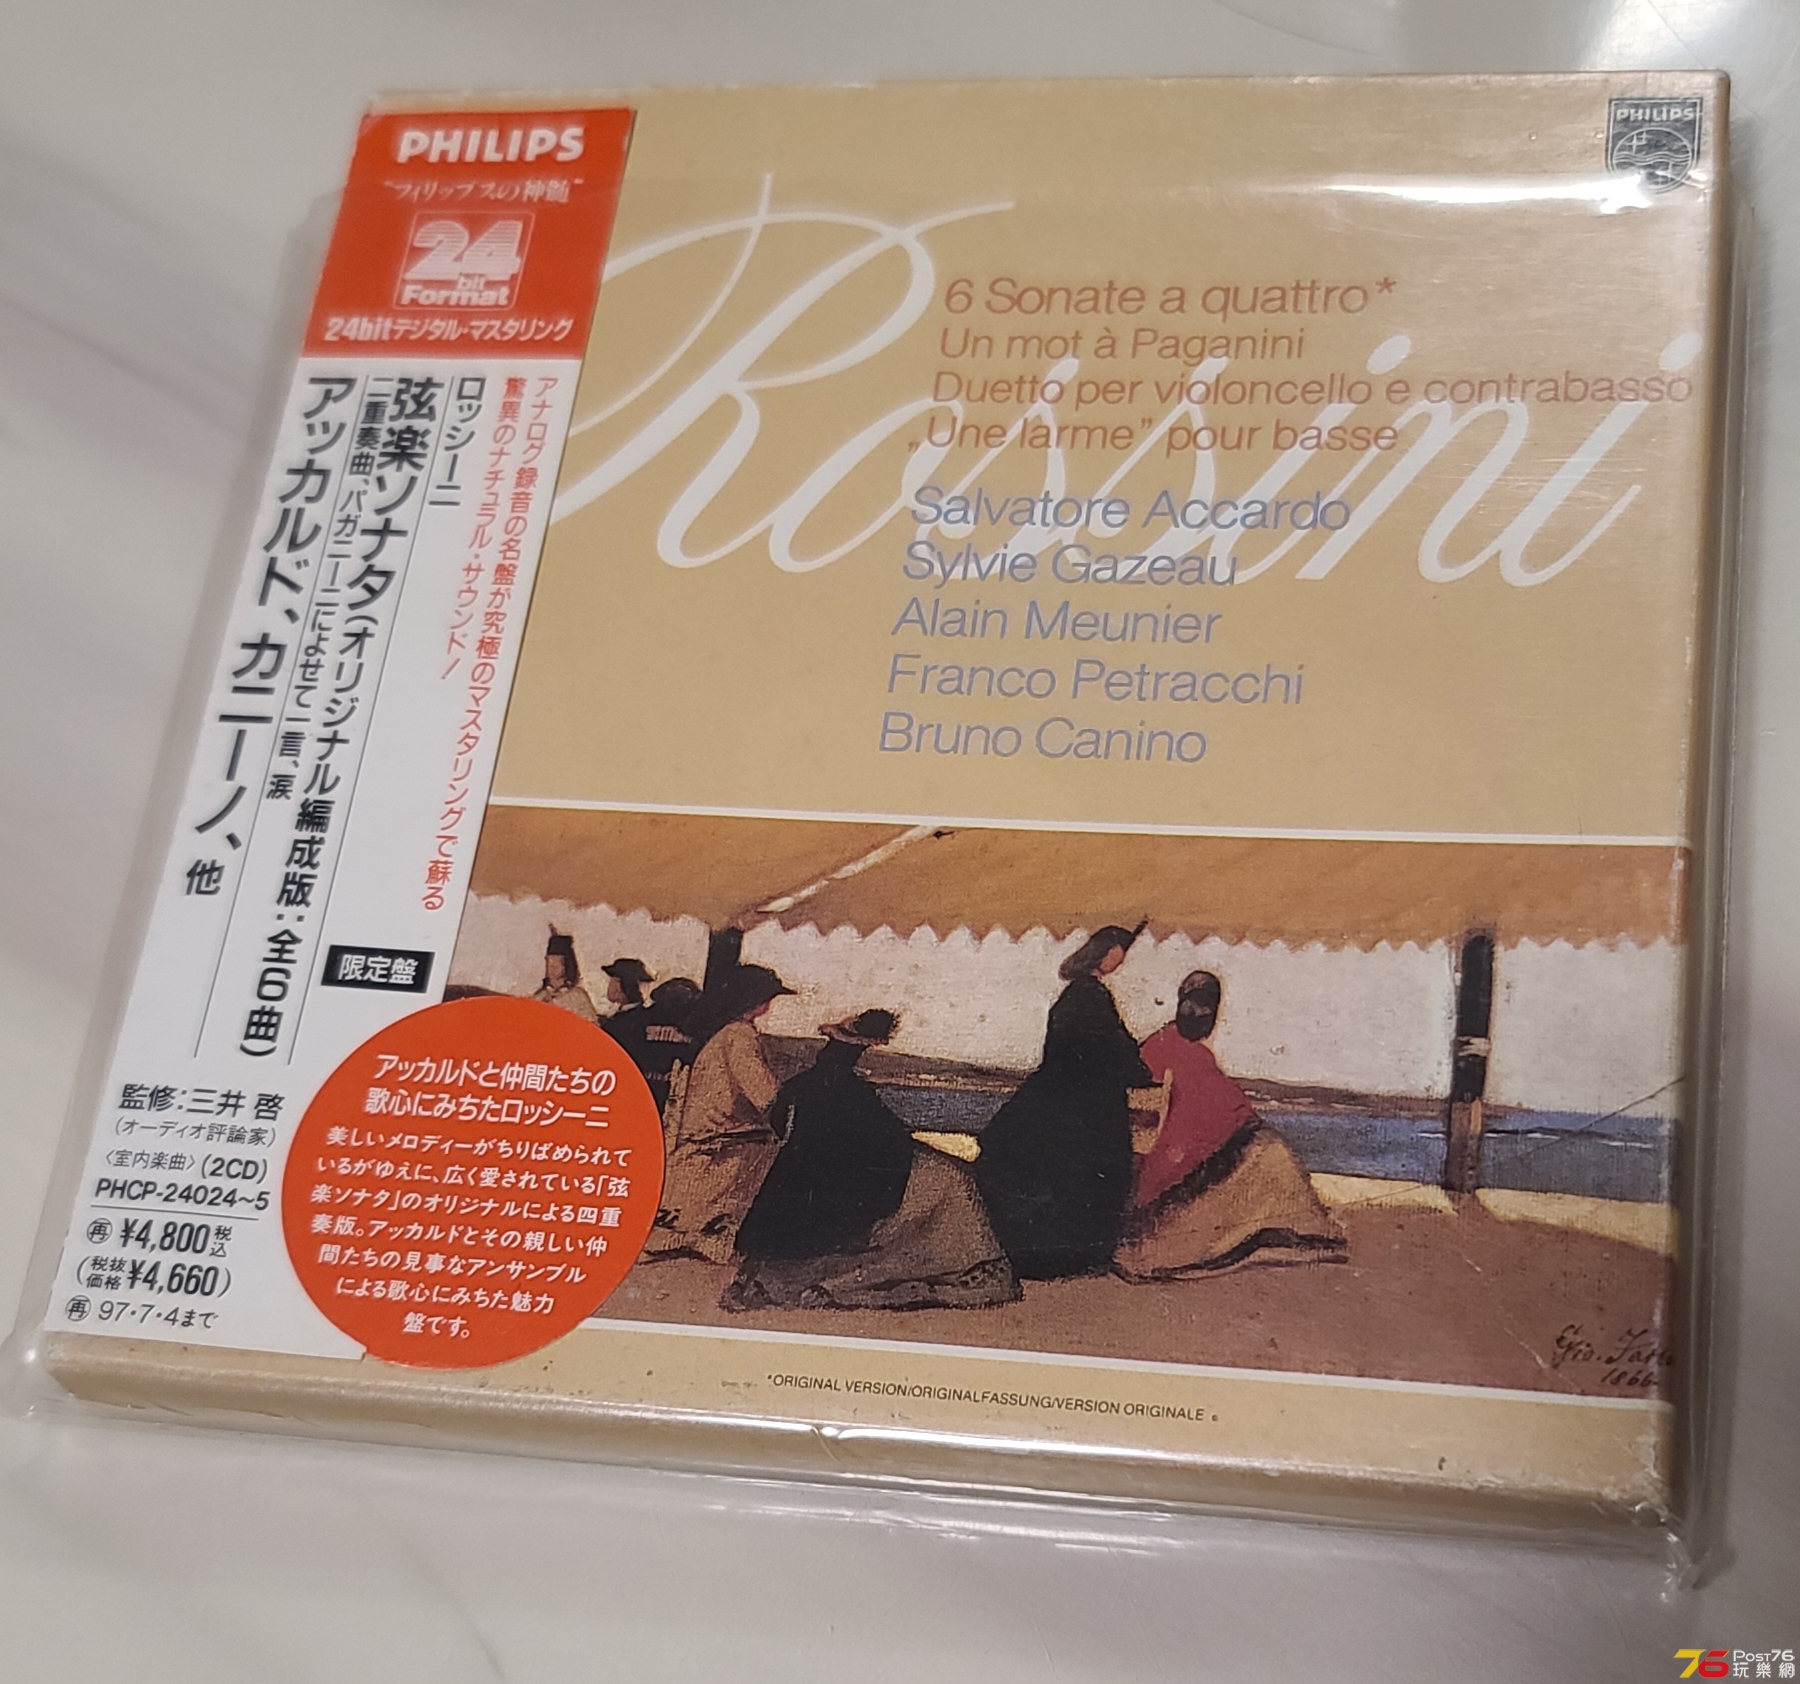 PHILIPS
"フィリップスの神髄"
24
bit
Format
24bitデジタル・マスタリング
アナログ録音の名盤が究極のマスタリングで蘇る
驚異のナチュラル・サウンド!
ロッシーニ
弦楽ソナタ(オリジナル編成版:全6曲)
二重奏曲、パガニーニによせて一言、涙
アッカルド、カニーノ、他
限定盤
監修:三井 啓
(オーディオ評論家)
〈室内楽曲〉(2CD)
PHCP-24024~5
再 ¥4,800 税込
(税抜価格 ¥4,660)
再 97・7・4まで
アッカルドと仲間たちの
歌心にみちたロッシーニ
美しいメロディーがちりばめられて
いるがゆえに、広く愛されている「弦
楽ソナタ」のオリジナルによる四重
奏版。アッカルドとその親しい仲
間たちの見事なアンサンブル
による歌心にみちた魅力
盤です。
PHILIPS
Rossini
6 Sonate a quattro*
Un mot à Paganini
Duetto per violoncello e contrabasso
„Une larme” pour basse
Salvatore Accardo
Sylvie Gazeau
Alain Meunier
Franco Petracchi
Bruno Canino
1866
*ORIGINAL VERSION/ORIGINALFASSUNG/VERSION ORIGINALE
76 Post76
玩樂網